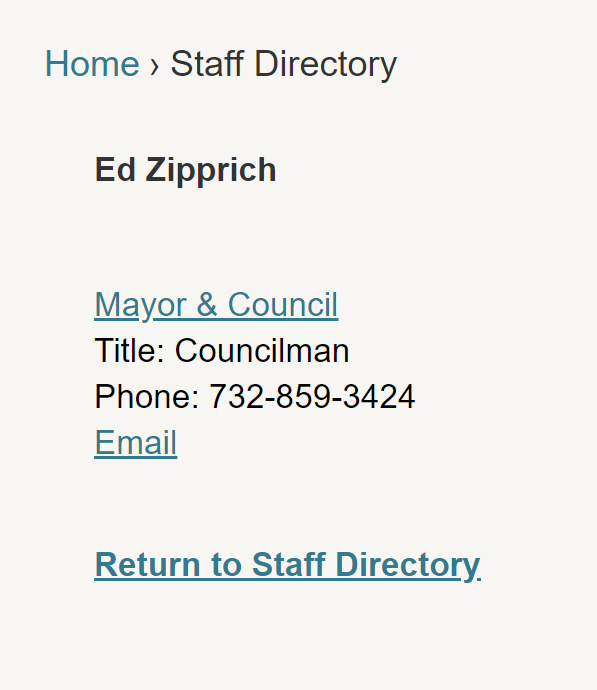 Home › Staff Directory
Ed Zipprich
Mayor & Council
Title: Councilman
Phone: 732-859-3424
Email
Return to Staff Directory